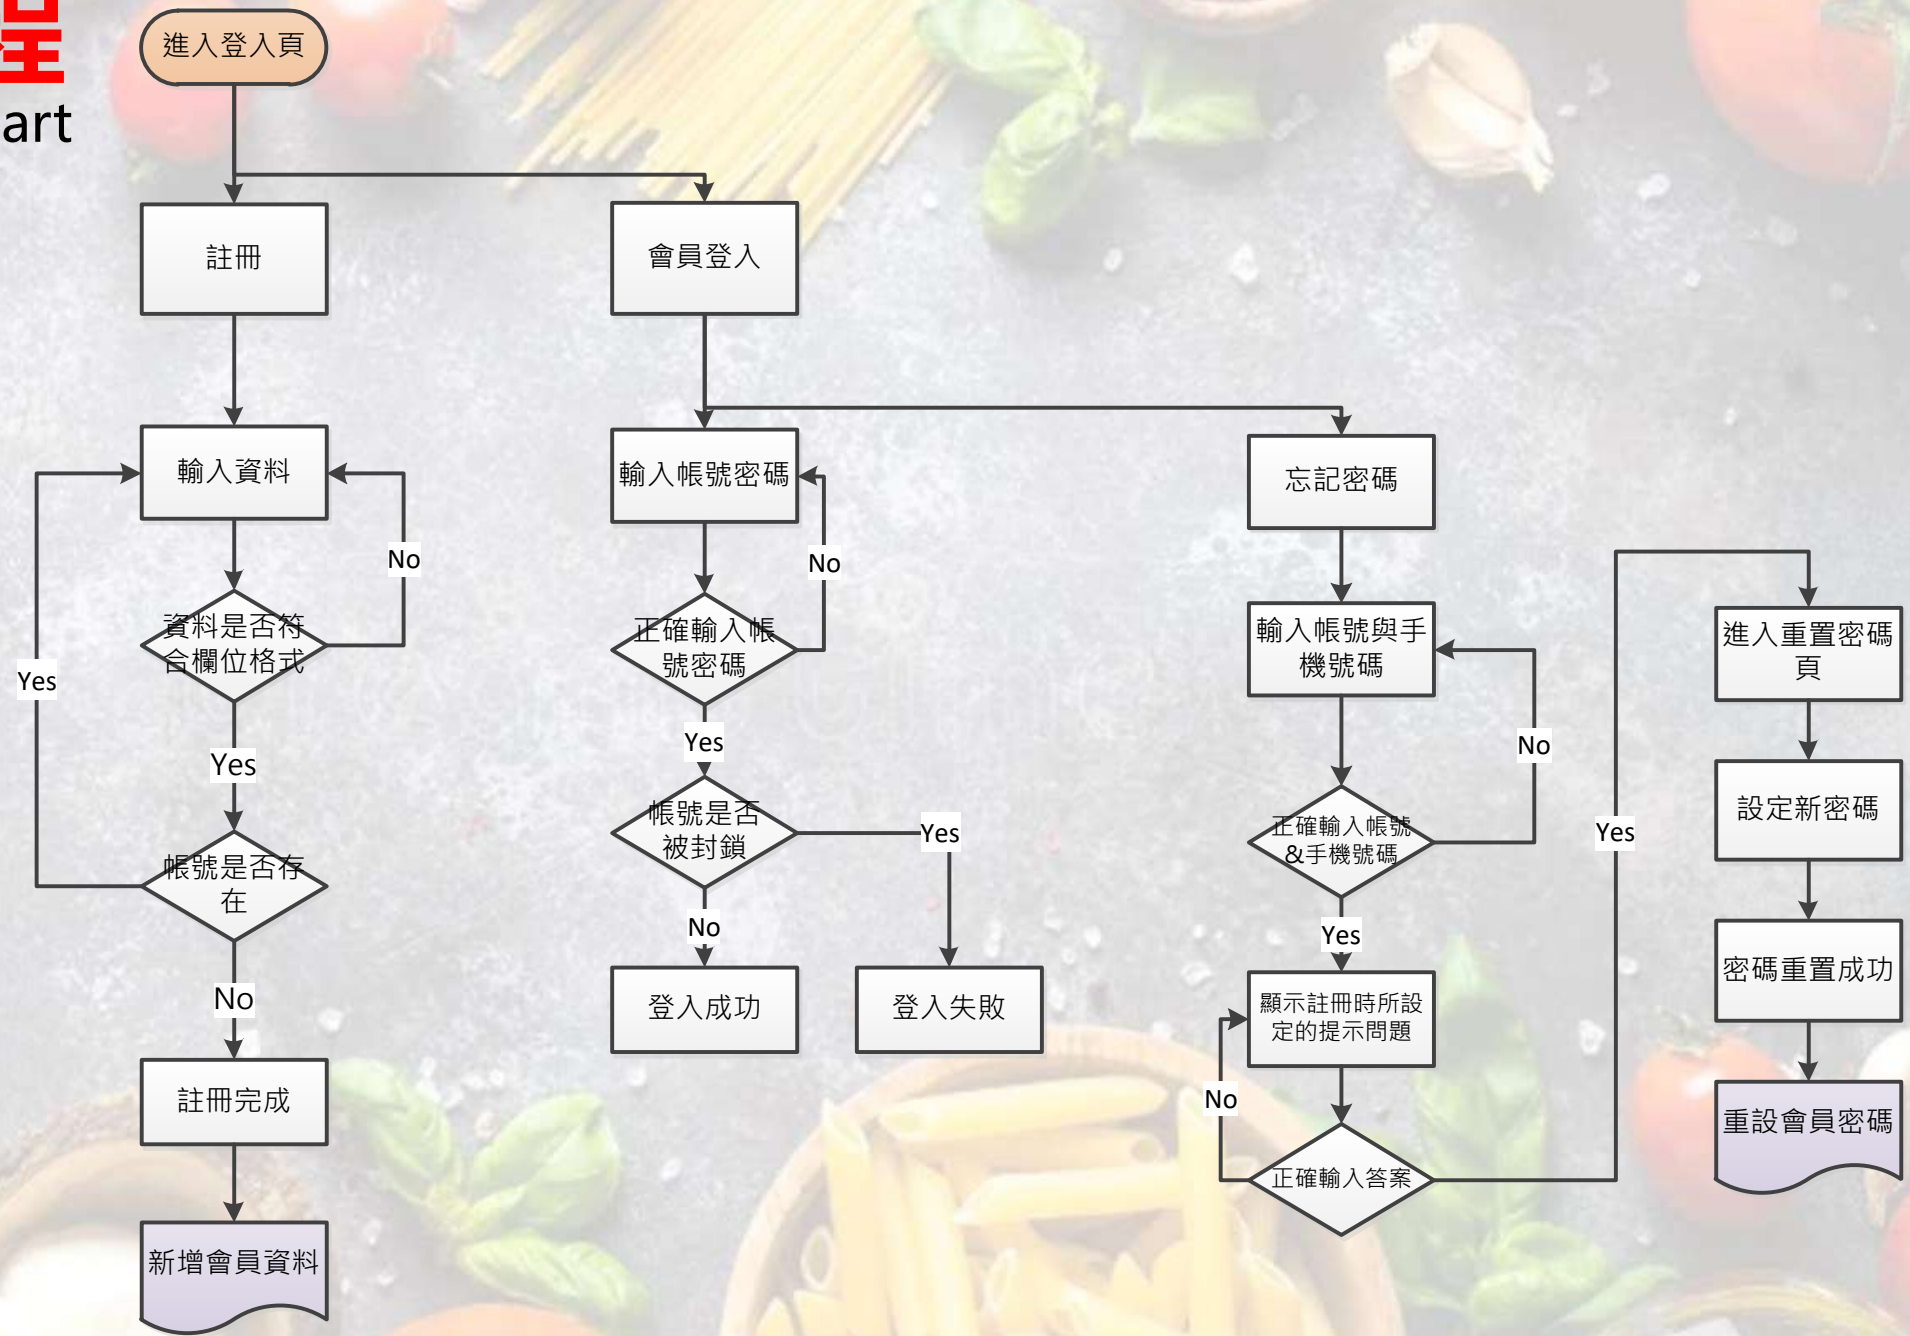 程
art
進入登入頁
註冊
會員登入
輸入資料
No
資料是否符
合欄位格式
Yes
Yes
帳號是否存
在
No
註冊完成
新增會員資料
輸入帳號密碼
No
正確輸入帳
號密碼
Yes
帳號是否
被封鎖
Yes
No
登入成功
登入失敗
忘記密碼
輸入帳號與手
機號碼
No
正確輸入帳號
&手機號碼
Yes
顯示註冊時所設
定的提示問題
No
正確輸入答案
Yes
進入重置密碼
頁
設定新密碼
密碼重置成功
重設會員密碼